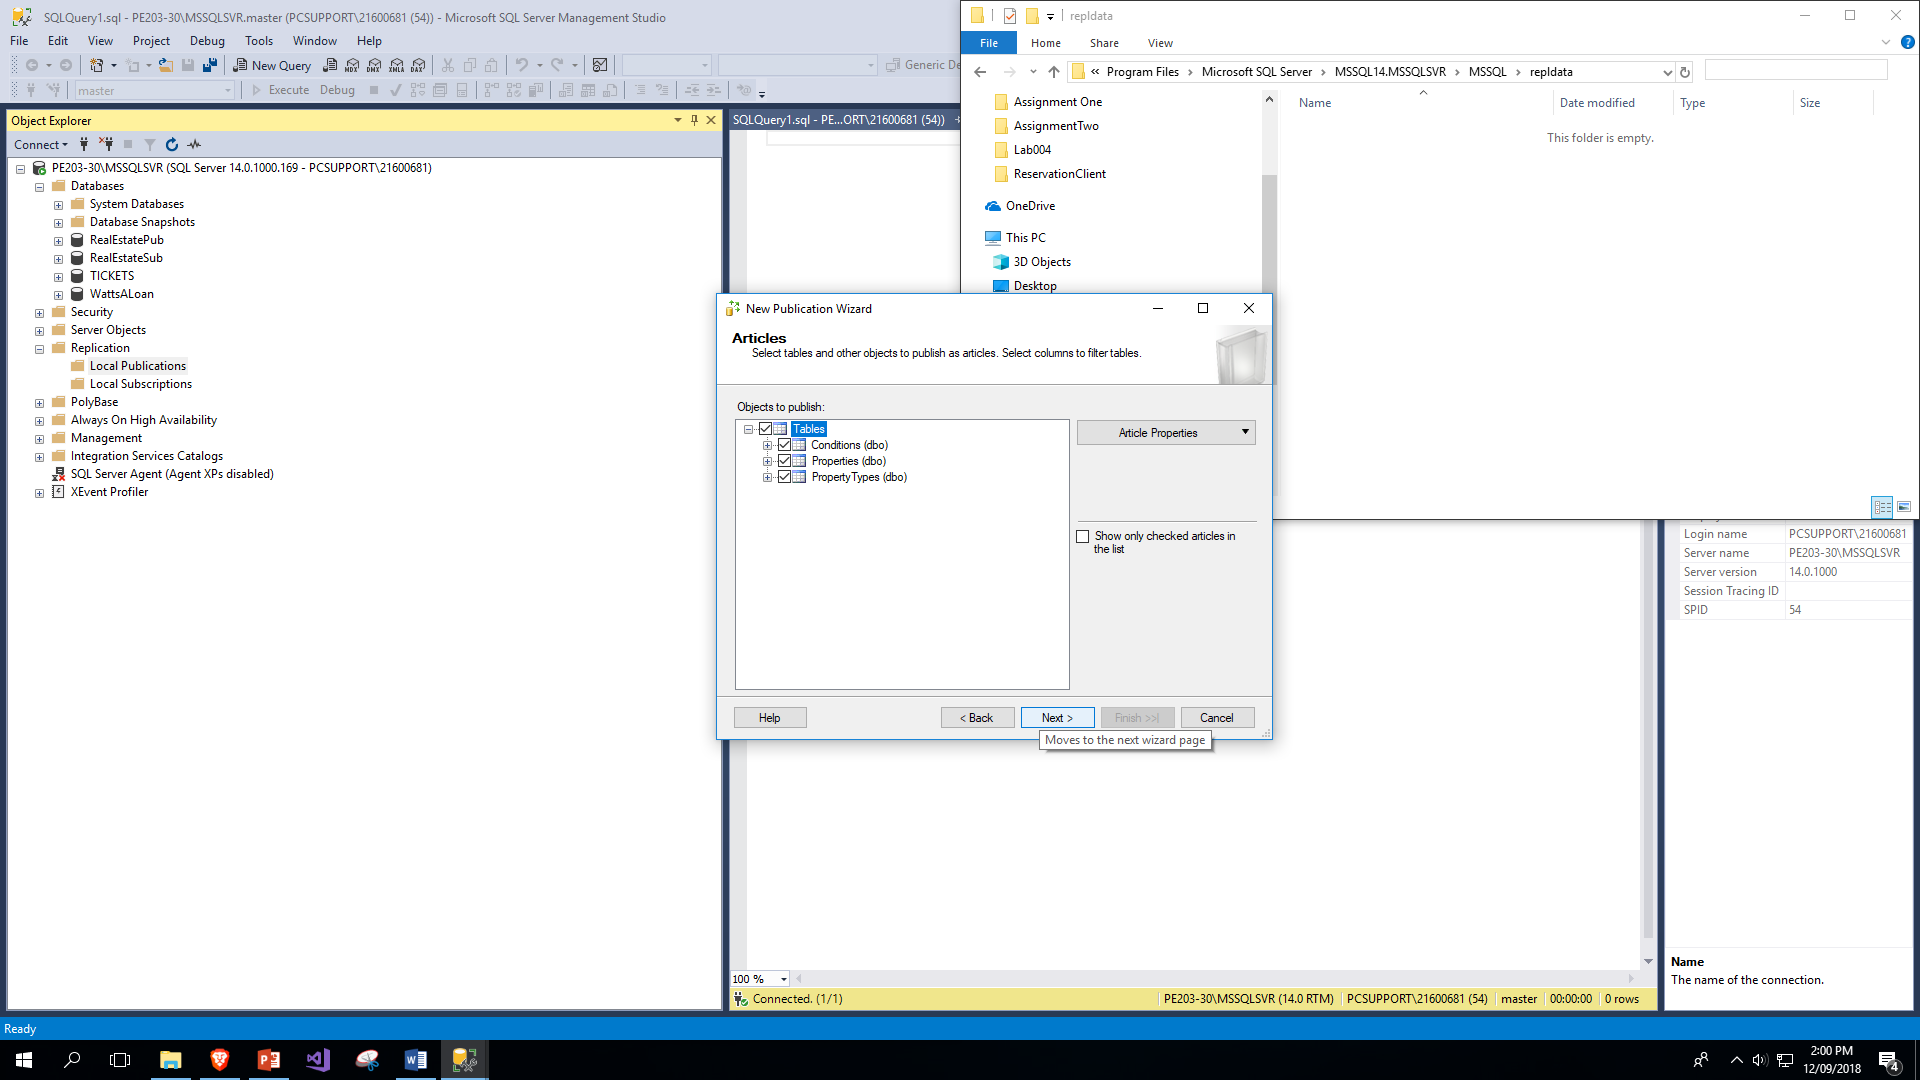 SQLQuery1.sql - PE203-30\MSSQLSVR.master (PCSUPPORT\21600681 (54)) - Microsoft SQL Server Management Studio
File Edit View Project Debug Tools Window Help
New Query
MDX DMX XMLA DAX
Generic De
master
Execute Debug
Object Explorer
Connect
PE203-30\MSSQLSVR (SQL Server 14.0.1000.169 - PCSUPPORT\21600681)
Databases
System Databases
Database Snapshots
RealEstatePub
RealEstateSub
TICKETS
WattsALoan
Security
Server Objects
Replication
Local Publications
Local Subscriptions
PolyBase
Always On High Availability
Management
Integration Services Catalogs
SQL Server Agent (Agent XPs disabled)
XEvent Profiler
SQLQuery1.sql - PE...ORT\21600681 (54))
repldata
File Home Share View
« Program Files › Microsoft SQL Server › MSSQL14.MSSQLSVR › MSSQL › repldata
Assignment One
AssignmentTwo
Lab004
ReservationClient
OneDrive
This PC
3D Objects
Desktop
Name Date modified Type Size
This folder is empty.
New Publication Wizard
Articles
Select tables and other objects to publish as articles. Select columns to filter tables.
Objects to publish:
Tables
Conditions (dbo)
Properties (dbo)
PropertyTypes (dbo)
Article Properties
Show only checked articles in
the list
Help < Back Next > Finish >>| Cancel
Moves to the next wizard page
Login name PCSUPPORT\21600681
Server name PE203-30\MSSQLSVR
Server version 14.0.1000
Session Tracing ID
SPID 54
Name
The name of the connection.
100 %
Connected. (1/1)
PE203-30\MSSQLSVR (14.0 RTM) PCSUPPORT\21600681 (54) master 00:00:00 0 rows
Ready
2:00 PM
12/09/2018
4